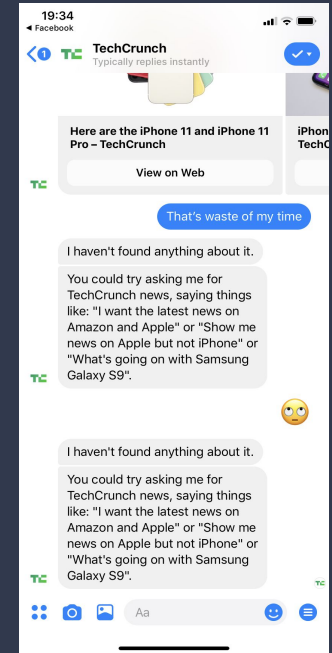 19:34
Facebook
1
TechCrunch
Typically replies instantly
Here are the iPhone 11 and iPhone 11
Pro – TechCrunch
View on Web
iPhon
TechC
TC
That's waste of my time
I haven't found anything about it.
You could try asking me for
TechCrunch news, saying things
like: "I want the latest news on
Amazon and Apple" or "Show me
news on Apple but not iPhone" or
"What's going on with Samsung
Galaxy S9".
TC
I haven't found anything about it.
You could try asking me for
TechCrunch news, saying things
like: "I want the latest news on
Amazon and Apple" or "Show me
news on Apple but not iPhone" or
"What's going on with Samsung
Galaxy S9".
TC
TC
Aa